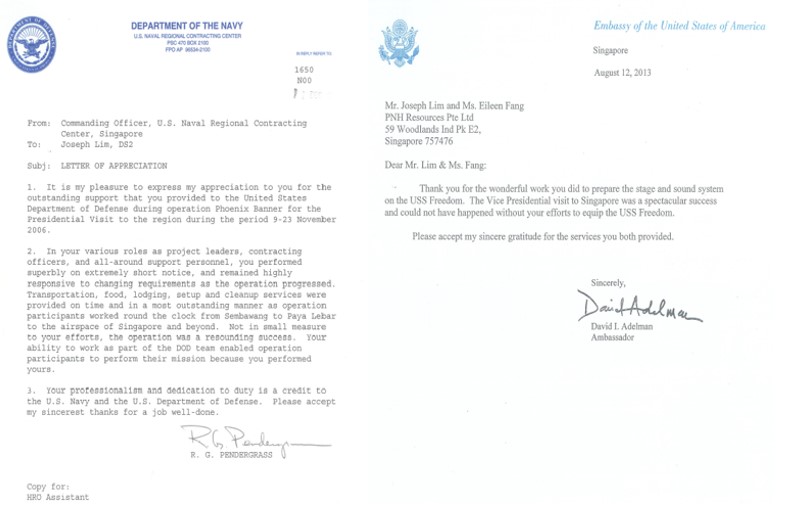 DEPARTMENT OF THE NAVY
U.S. NAVAL REGIONAL CONTRACTING CENTER
PSC 470 BOX 2100
FPO AP 96534-2100
IN REPLY REFER TO
1650
N00
From: Commanding Officer, U.S. Naval Regional Contracting
Center, Singapore
To: Joseph Lim, DS2
Subj: LETTER OF APPRECIATION
1. It is my pleasure to express my appreciation to you for the
outstanding support that you provided to the United States
Department of Defense during operation Phoenix Banner for the
Presidential Visit to the region during the period 9-23 November
2006.
2. In your various roles as project leaders, contracting
officers, and all-around support personnel, you performed
superbly on extremely short notice, and remained highly
responsive to changing requirements as the operation progressed.
Transportation, food, lodging, setup and cleanup services were
provided on time and in a most outstanding manner as operation
participants worked round the clock from Sembawang to Paya Lebar
to the airspace of Singapore and beyond. Not in small measure
to your efforts, the operation was a resounding success. Your
ability to work as part of the DOD team enabled operation
participants to perform their mission because you performed
yours.
3. Your professionalism and dedication to duty is a credit to
the U.S. Navy and the U.S. Department of Defense. Please accept
my sincerest thanks for a job well-done.
R. G. PENDERGRASS
Copy for:
HRO Assistant
Embassy of the United States of America
Singapore
August 12, 2013
Mr. Joseph Lim and Ms. Eileen Fang
PNH Resources Pte Ltd
59 Woodlands Ind Pk E2,
Singapore 757476
Dear Mr. Lim & Ms. Fang:
Thank you for the wonderful work you did to prepare the stage and sound system
on the USS Freedom. The Vice Presidential visit to Singapore was a spectacular success
and could not have happened without your efforts to equip the USS Freedom.
Please accept my sincere gratitude for the services you both provided.
Sincerely,
David Adelman
David I. Adelman
Ambassador